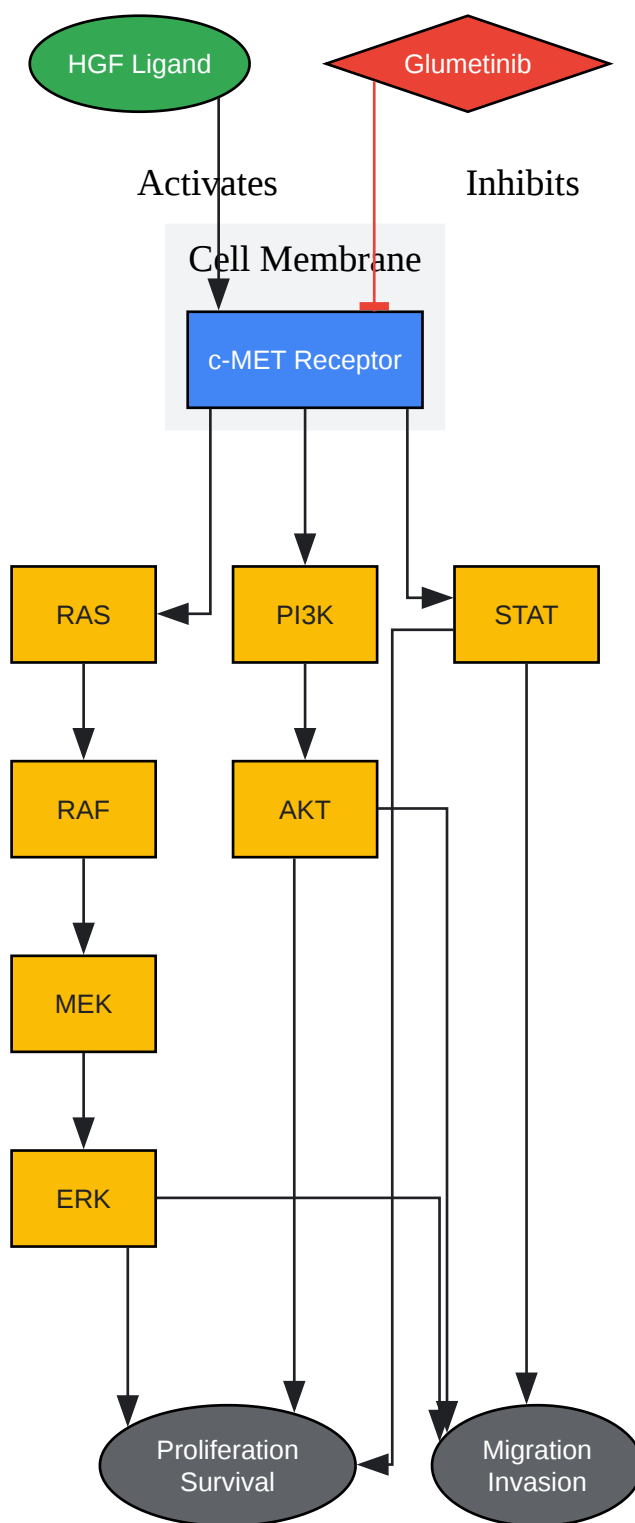 HGF Ligand
Glumetinib
Activates
Inhibits
Cell Membrane
c-MET Receptor
RAS
PI3K
STAT
RAF
AKT
MEK
ERK
Proliferation
Survival
Migration
Invasion